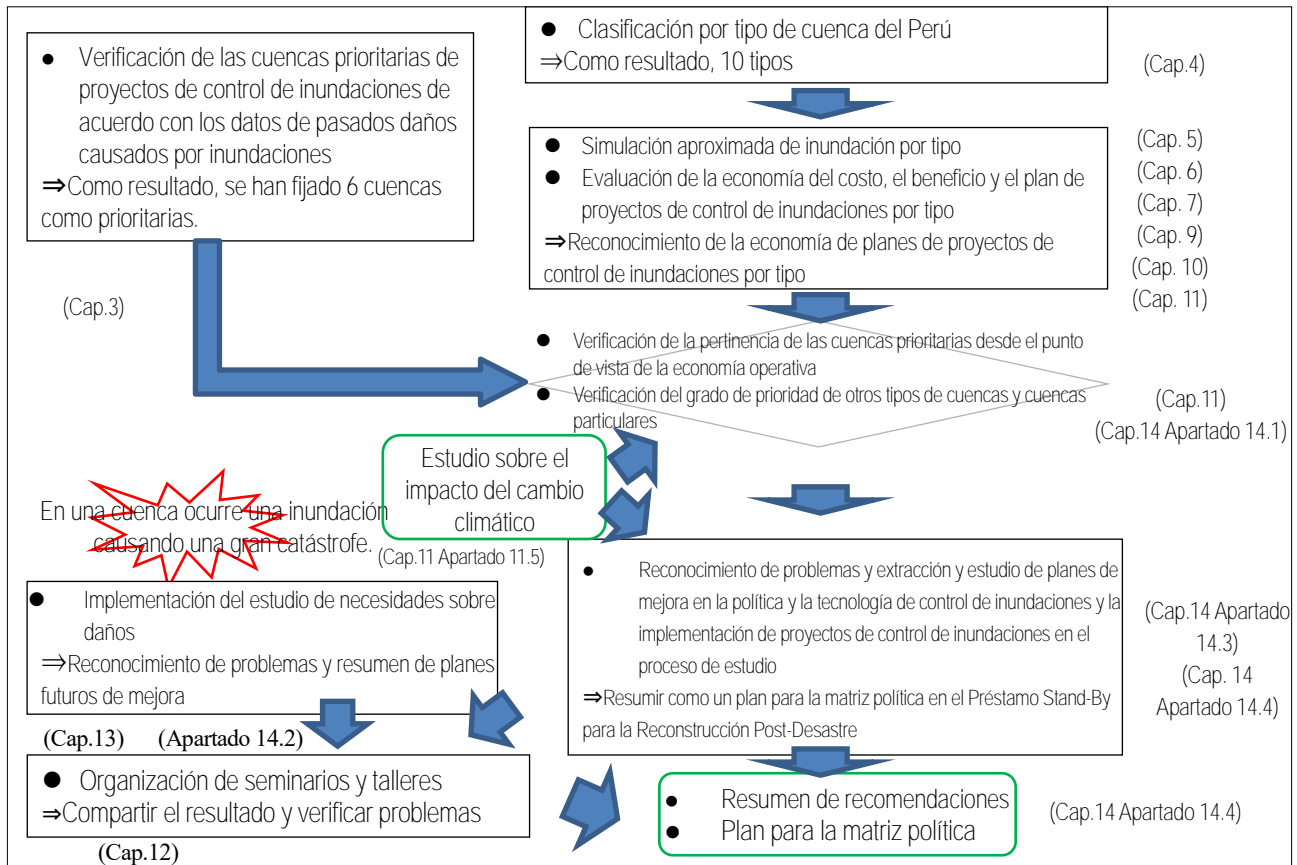 ● Verificación de las cuencas prioritarias de
proyectos de control de inundaciones de
acuerdo con los datos de pasados daños
causados por inundaciones
⇒Como resultado, se han fijado 6 cuencas
como prioritarias.
(Cap.3)
● Clasificación por tipo de cuenca del Perú
⇒Como resultado, 10 tipos
(Cap.4)
● Simulación aproximada de inundación por tipo
● Evaluación de la economía del costo, el beneficio y el plan de
proyectos de control de inundaciones por tipo
⇒Reconocimiento de la economía de planes de proyectos de
control de inundaciones por tipo
(Cap. 5)
(Cap. 6)
(Cap. 7)
(Cap. 9)
(Cap. 10)
(Cap. 11)
● Verificación de la pertinencia de las cuencas prioritarias desde el punto
de vista de la economía operativa
● Verificación del grado de prioridad de otros tipos de cuencas y cuencas
particulares
(Cap.11)
(Cap.14 Apartado 14.1)
Estudio sobre el
impacto del cambio
climático
(Cap.11 Apartado 11.5)
En una cuenca ocurre una inundación
causando una gran catástrofe.
● Implementación del estudio de necesidades sobre
daños
⇒Reconocimiento de problemas y resumen de planes
futuros de mejora
(Cap.13) (Apartado 14.2)
● Organización de seminarios y talleres
⇒Compartir el resultado y verificar problemas
(Cap.12)
● Reconocimiento de problemas y extracción y estudio de planes de
mejora en la política y la tecnología de control de inundaciones y la
implementación de proyectos de control de inundaciones en el
proceso de estudio
⇒Resumir como un plan para la matriz política en el Préstamo Stand-By
para la Reconstrucción Post-Desastre
(Cap.14 Apartado
14.3)
(Cap. 14
Apartado 14.4)
● Resumen de recomendaciones
● Plan para la matriz política
(Cap.14 Apartado 14.4)